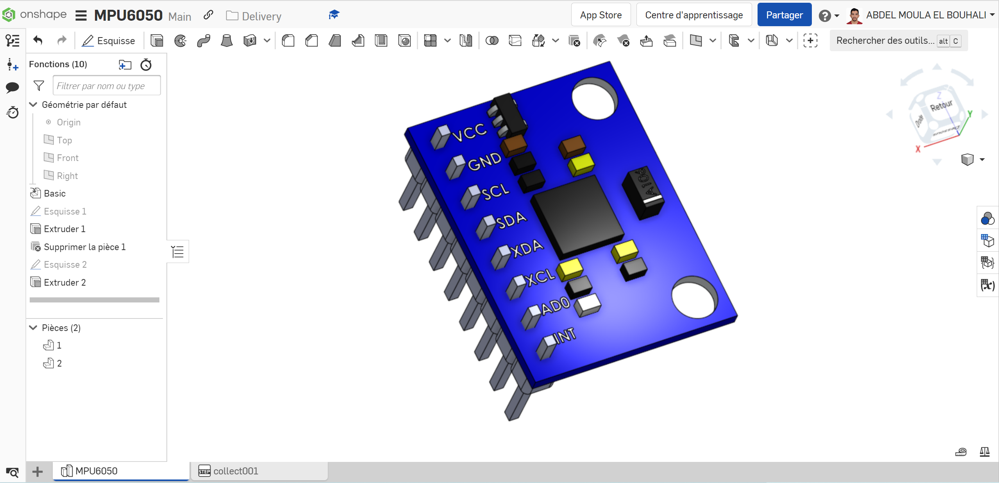 onshape MPU6050 Main Delivery App Store Centre d'apprentissage Partager ABDEL MOULA EL BOUHALI
Esquisse Rechercher des outils... alt C
Fonctions (10)
Filtrer par nom ou type
Géométrie par défaut
Origin
Top
Front
Right
Basic
Esquisse 1
Extruder 1
Supprimer la pièce 1
Esquisse 2
Extruder 2
Pièces (2)
1
2
VCC
GND
SCL
SDA
XDA
XCL
AD0
INT
A106
Z
Retour
Y
Droite
Dessous
X
(x)
MPU6050
STEP collect001